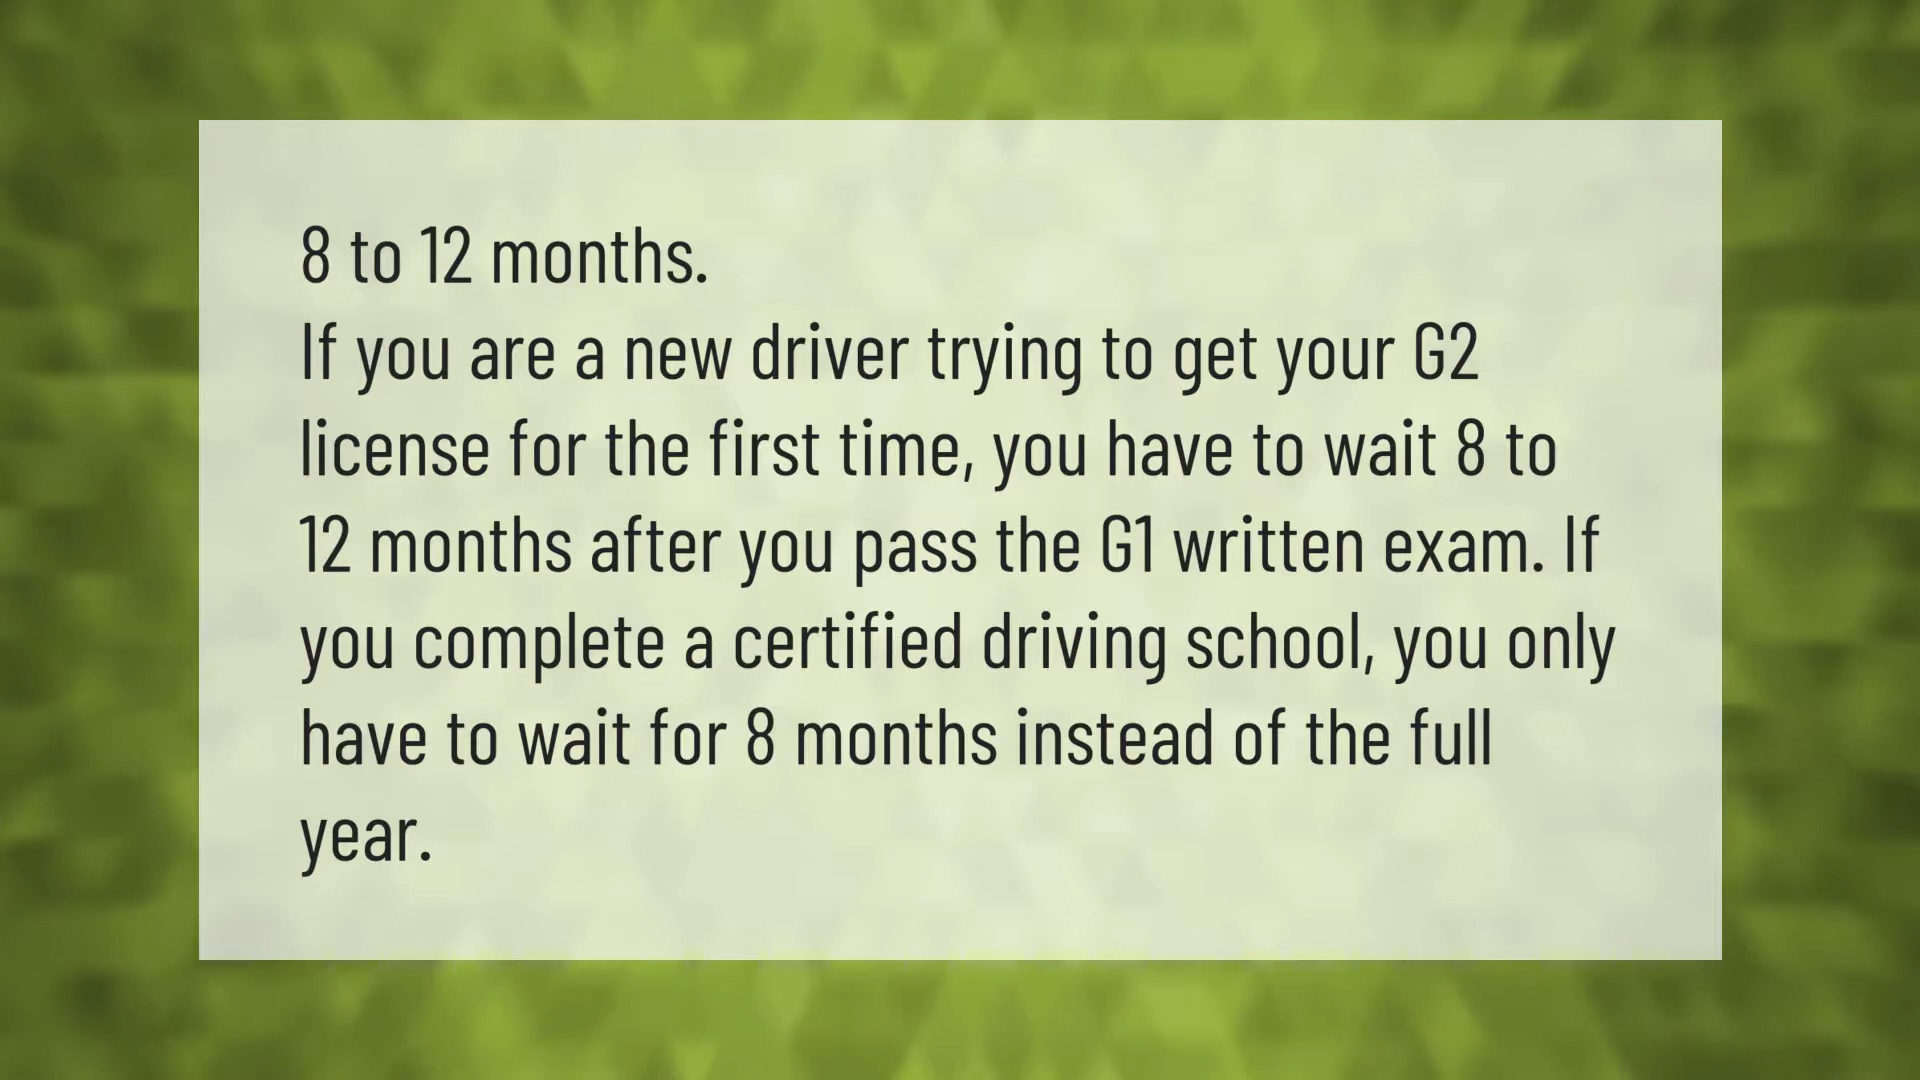 8 to 12 months.
If you are a new driver trying to get your G2
license for the first time, you have to wait 8 to
12 months after you pass the G1 written exam. If
you complete a certified driving school, you only
have to wait for 8 months instead of the full
year.